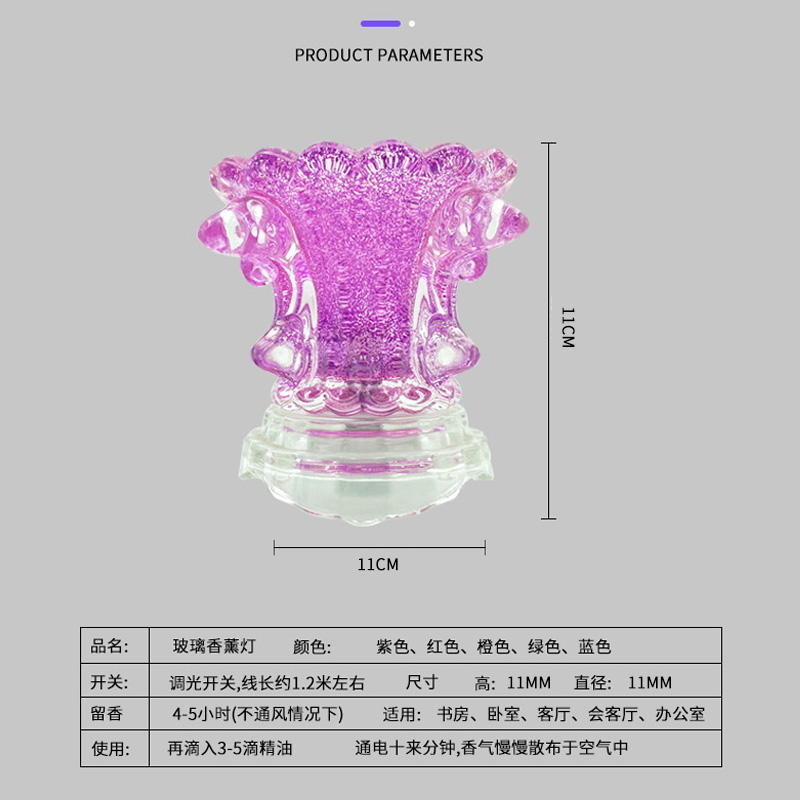 PRODUCT PARAMETERS
11CM
11CM
品名: 玻璃香薰灯 颜色: 紫色、红色、橙色、绿色、蓝色
开关: 调光开关,线长约1.2米左右 尺寸 高: 11MM 直径: 11MM
留香 4-5小时(不通风情况下) 适用: 书房、卧室、客厅、会客厅、办公室
使用: 再滴入3-5滴精油 通电十来分钟,香气慢慢散布于空气中